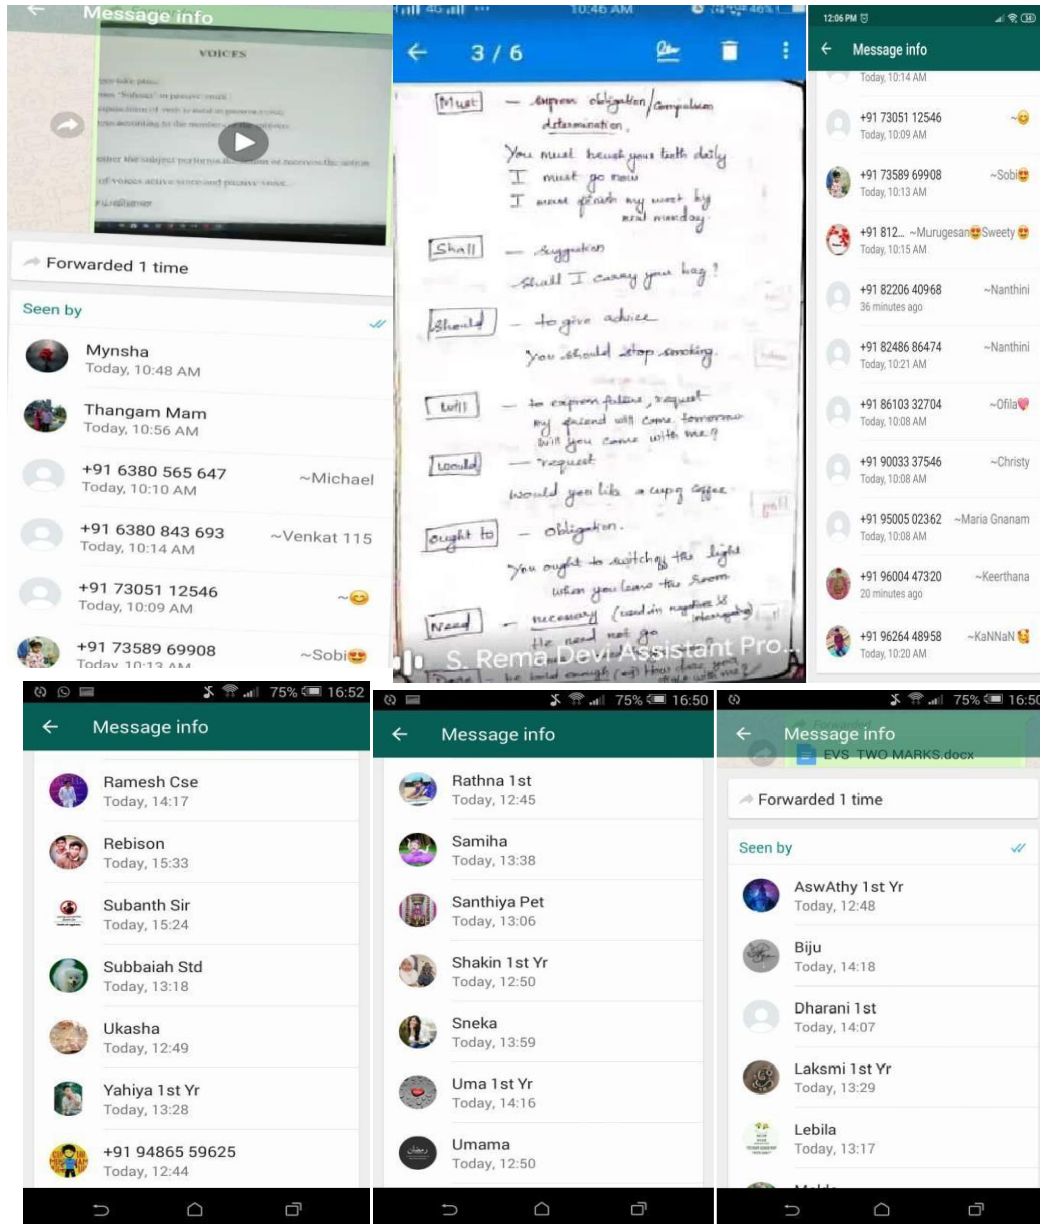 Message info
VOICES
Forwarded 1 time
Seen by
Mynsha
Today, 10:48 AM
Thangam Mam
Today, 10:56 AM
+91 6380 565 647
~Michael
Today, 10:10 AM
+91 6380 843 693
~Venkat 115
Today, 10:14 AM
+91 73051 12546
~😊
Today, 10:09 AM
+91 73589 69908
~Sobi😍
Today, 10:13 AM
10:46 AM
3 / 6
Must — express obligation/compulsion
determination.
You must brush your teeth daily
I must go now
I must finish my work by
next monday.
Shall — suggestion
Shall I carry your bag?
Should — to give advice
You should stop smoking.
Will — to express future, request
my friend will come tomorrow
Will you come with me?
Would — request
Would you like a cup of coffee.
ought to — obligation.
You ought to switch off the light
when you leave the room
Need — necessary (used in negative &
interrogative)
He need not go
S. Rema Devi Assistant Pro...
12:06 PM
Message info
Today, 10:14 AM
+91 73051 12546
~😊
Today, 10:09 AM
+91 73589 69908
~Sobi😍
Today, 10:13 AM
+91 812... ~Murugesan😍Sweety 😍
Today, 10:15 AM
+91 82206 40968
~Nanthini
36 minutes ago
+91 82486 86474
~Nanthini
Today, 10:21 AM
+91 86103 32704
~Ofila💘
Today, 10:08 AM
+91 90033 37546
~Christy
Today, 10:08 AM
+91 95005 02362
~Maria Gnanam
Today, 10:08 AM
+91 96004 47320
~Keerthana
20 minutes ago
+91 96264 48958
~KaNNaN 🥰
Today, 10:20 AM
75% 16:52
Message info
Ramesh Cse
Today, 14:17
Rebison
Today, 15:33
Subanth Sir
Today, 15:24
Subbaiah Std
Today, 13:18
Ukasha
Today, 12:49
Yahiya 1st Yr
Today, 13:28
+91 94865 59625
Today, 12:44
75% 16:50
Message info
Rathna 1st
Today, 12:45
Samiha
Today, 13:38
Santhiya Pet
Today, 13:06
Shakin 1st Yr
Today, 12:50
Sneka
Today, 13:59
Uma 1st Yr
Today, 14:16
Umama
Today, 12:50
75% 16:50
Message info
Forwarded
EVS TWO MARKS.docx
Forwarded 1 time
Seen by
AswAthy 1st Yr
Today, 12:48
Biju
Today, 14:18
Dharani 1st
Today, 14:07
Laksmi 1st Yr
Today, 13:29
Lebila
Today, 13:17